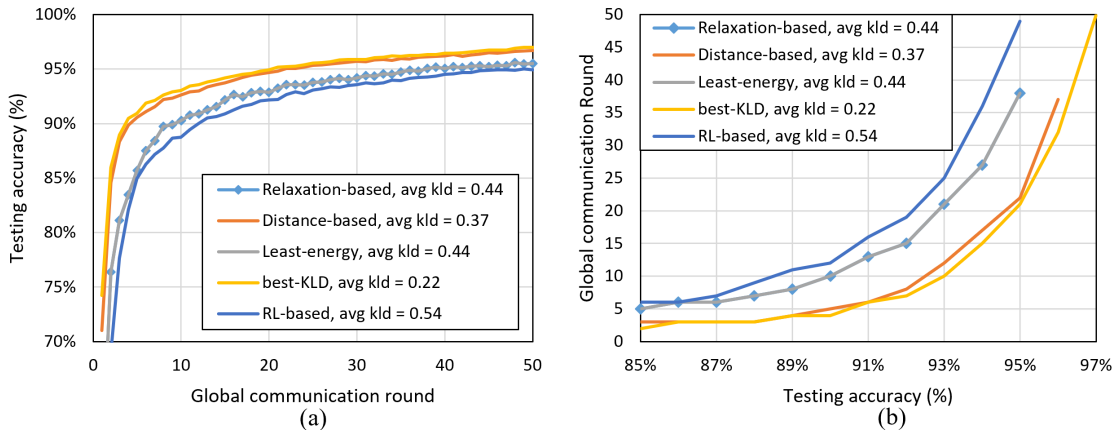 100%
95%
90%
85%
80%
75%
70%
Testing accuracy (%)
Relaxation-based, avg kld = 0.44
Distance-based, avg kld = 0.37
Least-energy, avg kld = 0.44
best-KLD, avg kld = 0.22
RL-based, avg kld = 0.54
0 10 20 30 40 50
Global communication round
(a)
50
45
40
35
30
25
20
15
10
5
0
Global communication Round
Relaxation-based, avg kld = 0.44
Distance-based, avg kld = 0.37
Least-energy, avg kld = 0.44
best-KLD, avg kld = 0.22
RL-based, avg kld = 0.54
85% 87% 89% 91% 93% 95% 97%
Testing accuracy (%)
(b)